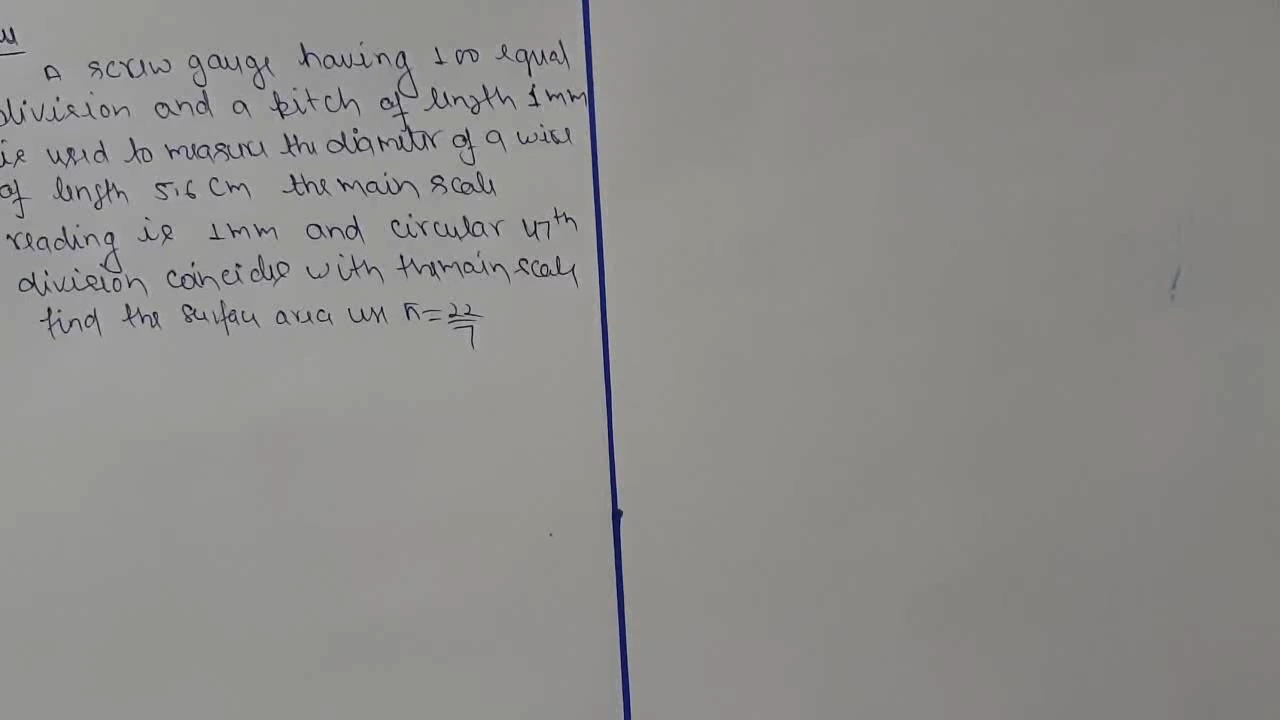 A screw gauge having 100 equal
division and a pitch of length 1mm
is used to measure the diameter of a wire
of length 5.6 cm the main scale
reading is 1mm and circular 47th
division coincide with the main scale
find the surface area use π = 22/7